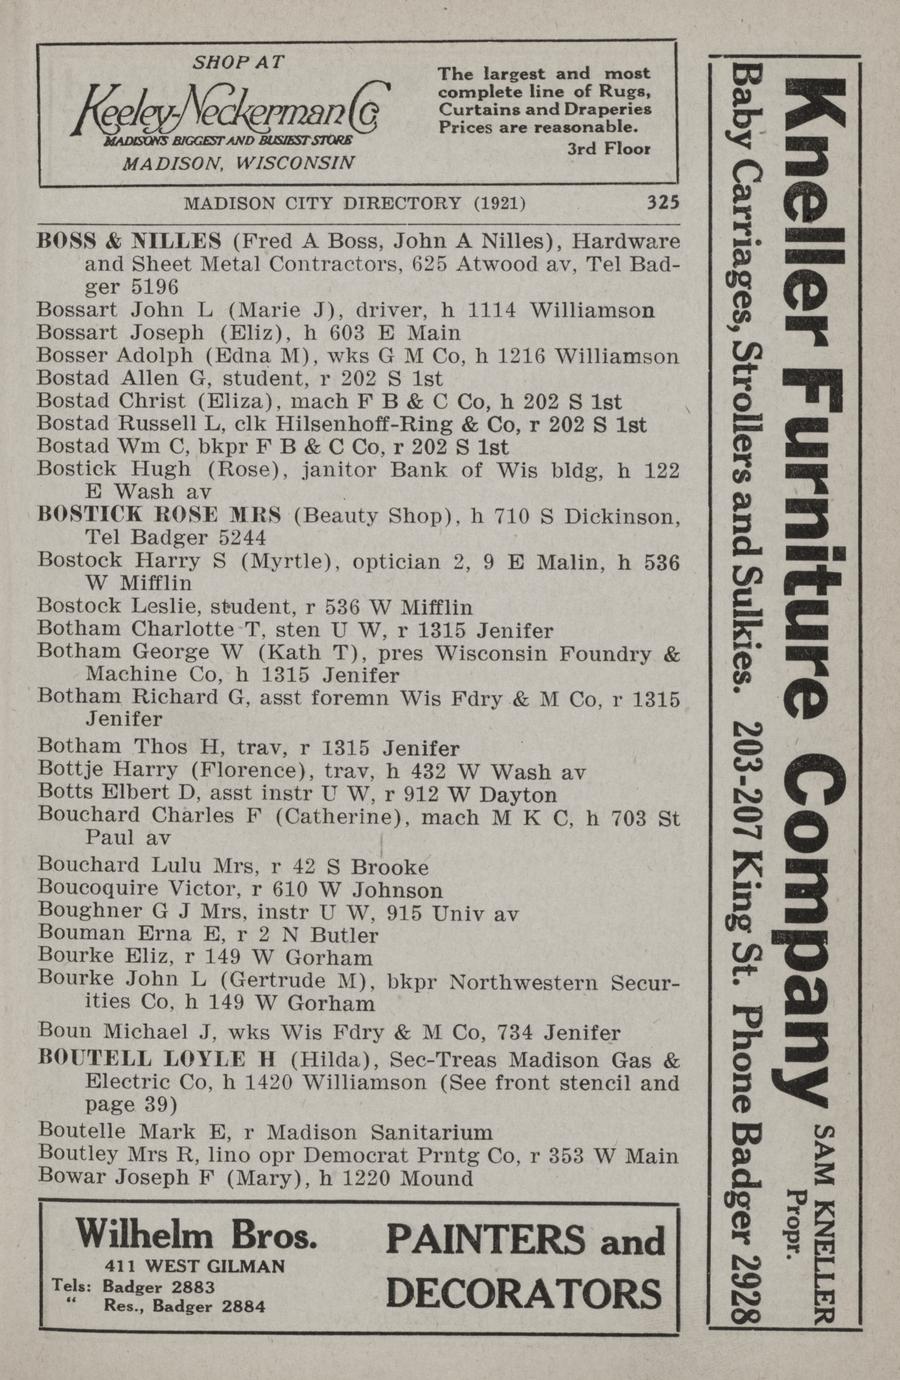 SHOP AT
Keeley-Neckerman Co
MADISON'S BIGGEST AND BUSIEST STORE
MADISON, WISCONSIN
The largest and most
complete line of Rugs,
Curtains and Draperies
Prices are reasonable.
3rd Floor
MADISON CITY DIRECTORY (1921) 325
BOSS & NILLES (Fred A Boss, John A Nilles), Hardware
and Sheet Metal Contractors, 625 Atwood av, Tel Bad-
ger 5196
Bossart John L (Marie J), driver, h 1114 Williamson
Bossart Joseph (Eliz), h 603 E Main
Bosser Adolph (Edna M), wks G M Co, h 1216 Williamson
Bostad Allen G, student, r 202 S 1st
Bostad Christ (Eliza), mach F B & C Co, h 202 S 1st
Bostad Russell L, clk Hilsenhoff-Ring & Co, r 202 S 1st
Bostad Wm C, bkpr F B & C Co, r 202 S 1st
Bostick Hugh (Rose), janitor Bank of Wis bldg, h 122
E Wash av
BOSTICK ROSE MRS (Beauty Shop), h 710 S Dickinson,
Tel Badger 5244
Bostock Harry S (Myrtle), optician 2, 9 E Malin, h 536
W Mifflin
Bostock Leslie, student, r 536 W Mifflin
Botham Charlotte T, sten U W, r 1315 Jenifer
Botham George W (Kath T), pres Wisconsin Foundry &
Machine Co, h 1315 Jenifer
Botham Richard G, asst foremn Wis Fdry & M Co, r 1315
Jenifer
Botham Thos H, trav, r 1315 Jenifer
Bottje Harry (Florence), trav, h 432 W Wash av
Botts Elbert D, asst instr U W, r 912 W Dayton
Bouchard Charles F (Catherine), mach M K C, h 703 St
Paul av
Bouchard Lulu Mrs, r 42 S Brooke
Boucoquire Victor, r 610 W Johnson
Boughner G J Mrs, instr U W, 915 Univ av
Bouman Erna E, r 2 N Butler
Bourke Eliz, r 149 W Gorham
Bourke John L (Gertrude M), bkpr Northwestern Secur-
ities Co, h 149 W Gorham
Boun Michael J, wks Wis Fdry & M Co, 734 Jenifer
BOUTELL LOYLE H (Hilda), Sec-Treas Madison Gas &
Electric Co, h 1420 Williamson (See front stencil and
page 39)
Boutelle Mark E, r Madison Sanitarium
Boutley Mrs R, lino opr Democrat Prntg Co, r 353 W Main
Bowar Joseph F (Mary), h 1220 Mound
Wilhelm Bros.
411 WEST GILMAN
Tels: Badger 2883
" Res., Badger 2884
PAINTERS and
DECORATORS
Kneller Furniture Company
SAM KNELLER
Propr.
Baby Carriages, Strollers and Sulkies. 203-207 King St. Phone Badger 2928